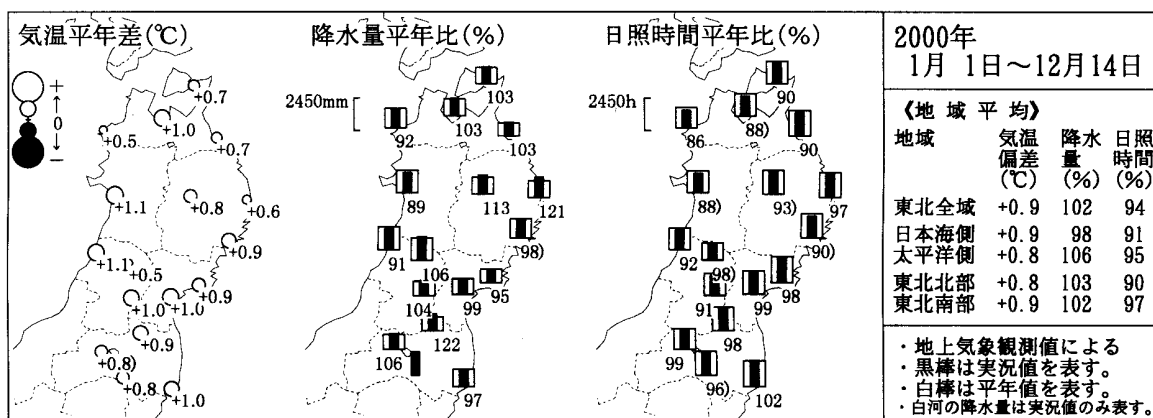 気温平年差(℃)
+
↑
0
↓
−
+0.7
+1.0
+0.5
+0.7
+1.1
+0.8
+0.6
+0.9
+1.1
+0.5
+0.9
+1.0
+1.0
+0.9
+0.8)
+0.8
+1.0
降水量平年比(%)
2450mm
103
103
92
103
89
113
121
98)
91
106
95
104
99
122
106
97
日照時間平年比(%)
2450h
90
88)
86
90
88)
93)
97
90)
92
98)
98
91
99
98
99
96)
102
2000年
1月 1日～12月14日
《地 域 平 均》
地域 気温 降水 日照
偏差 量 時間
(℃) (%) (%)
東北全域 +0.9 102 94
日本海側 +0.9 98 91
太平洋側 +0.8 106 95
東北北部 +0.8 103 90
東北南部 +0.9 102 97
・地上気象観測値による
・黒棒は実況値を表す。
・白棒は平年値を表す。
・白河の降水量は実況値のみ表す。